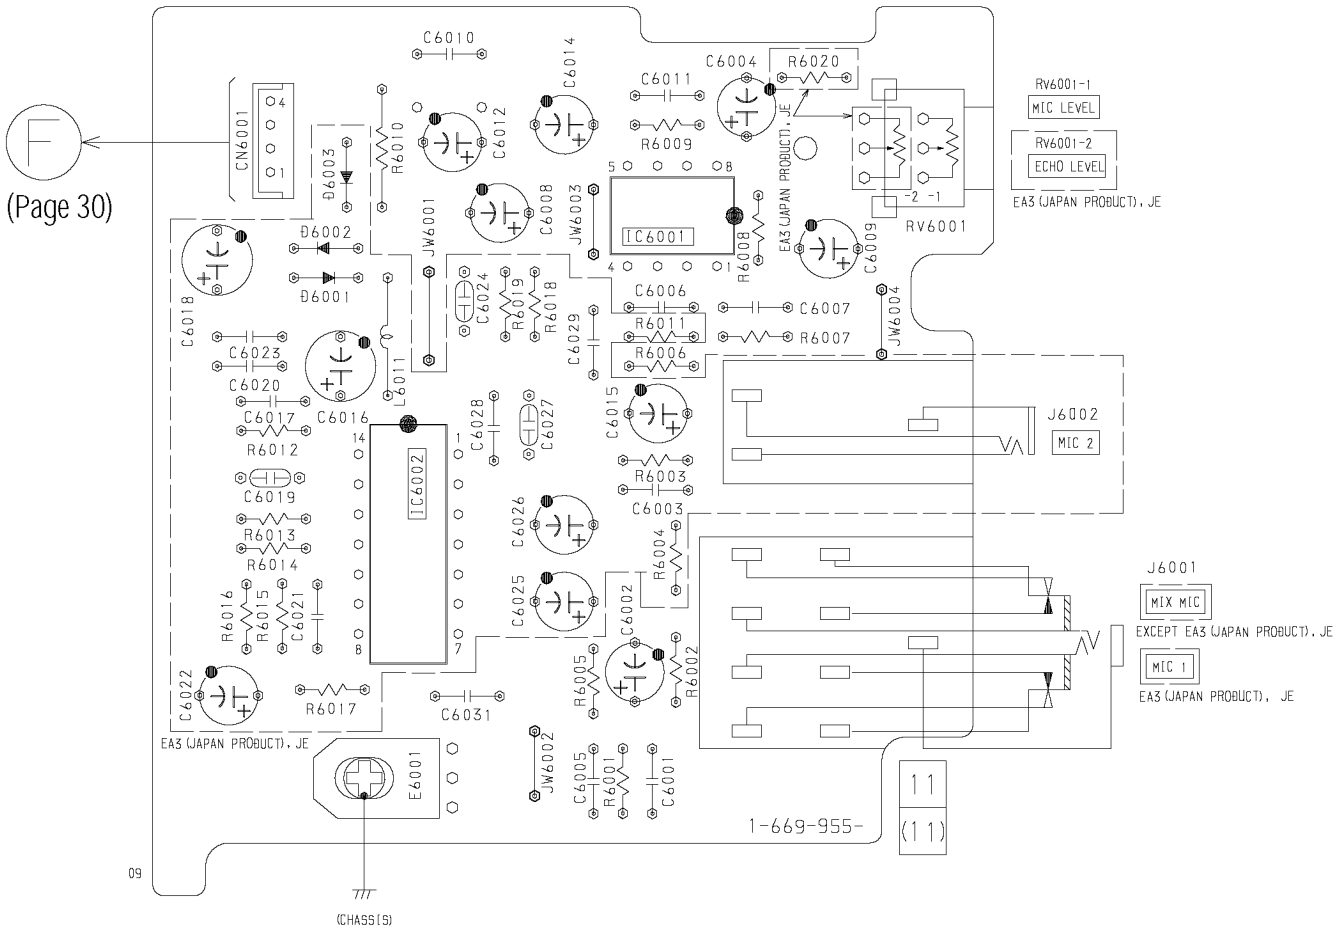 C6010
C6014
C6004
R6020
C6011
RV6001-1
MIC LEVEL
F
CN6001
4
1
D6003
R6010
C6012
R6009
EA3 (JAPAN PRODUCT), JE
RV6001-2
ECHO LEVEL
EA3 (JAPAN PRODUCT), JE
(Page 30)
5
8
-2 -1
RV6001
D6002
JW6001
C6008
JW6003
IC6001
R6008
C6009
4
1
D6001
C6018
C6024
R6019
R6018
C6006
C6007
JW6004
C6029
R6011
R6007
C6023
R6006
C6020
L6011
C6017
C6016
C6028
C6027
C6015
J6002
MIC 2
R6012
14
1
IC6002
R6003
C6019
C6003
C6026
R6013
R6014
R6004
J6001
MIX MIC
EXCEPT EA3 (JAPAN PRODUCT), JE
MIC 1
EA3 (JAPAN PRODUCT), JE
R6016
R6015
C6021
C6025
C6002
8
7
C6022
R6017
C6031
R6005
R6002
EA3 (JAPAN PRODUCT), JE
E6001
JW6002
C6005
R6001
C6001
11
1-669-955-
(11)
09
(CHASSIS)